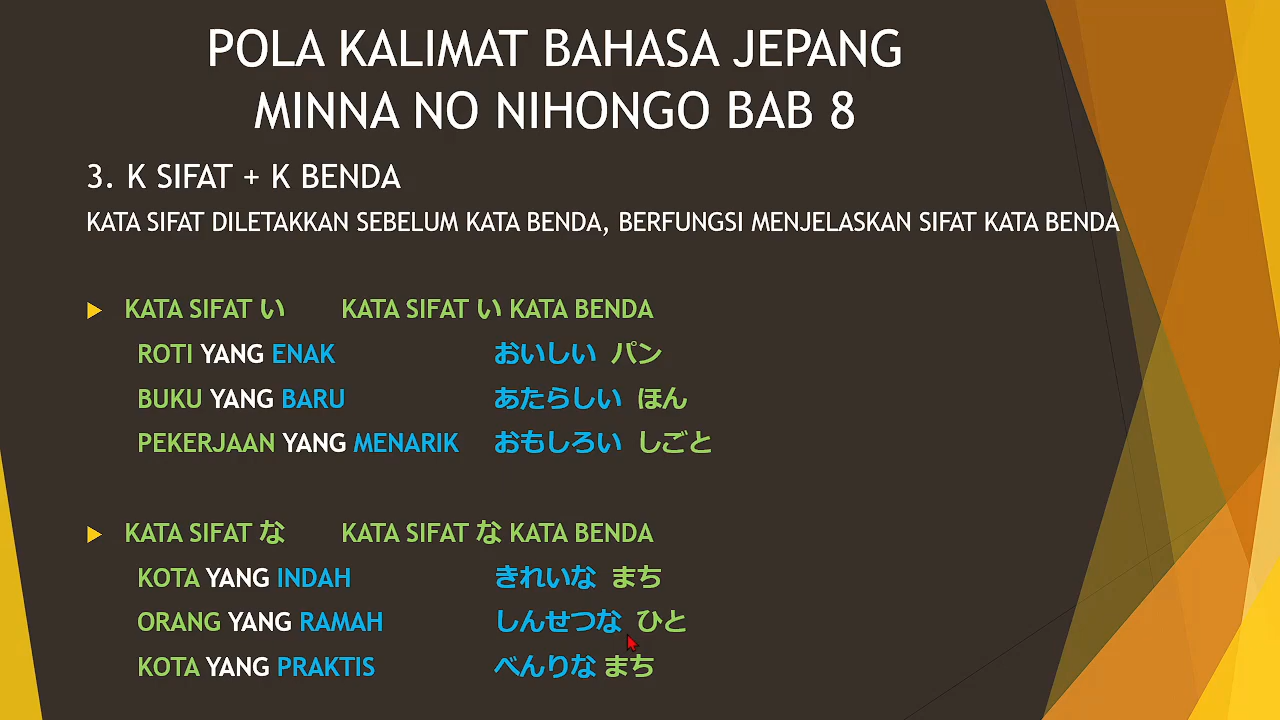 POLA KALIMAT BAHASA JEPANG
MINNA NO NIHONGO BAB 8
3. K SIFAT + K BENDA
KATA SIFAT DILETAKKAN SEBELUM KATA BENDA, BERFUNGSI MENJELASKAN SIFAT KATA BENDA
KATA SIFAT い KATA SIFAT い KATA BENDA
ROTI YANG ENAK おいしい パン
BUKU YANG BARU あたらしい ほん
PEKERJAAN YANG MENARIK おもしろい しごと
KATA SIFAT な KATA SIFAT な KATA BENDA
KOTA YANG INDAH きれいな まち
ORANG YANG RAMAH しんせつな ひと
KOTA YANG PRAKTIS べんりな まち